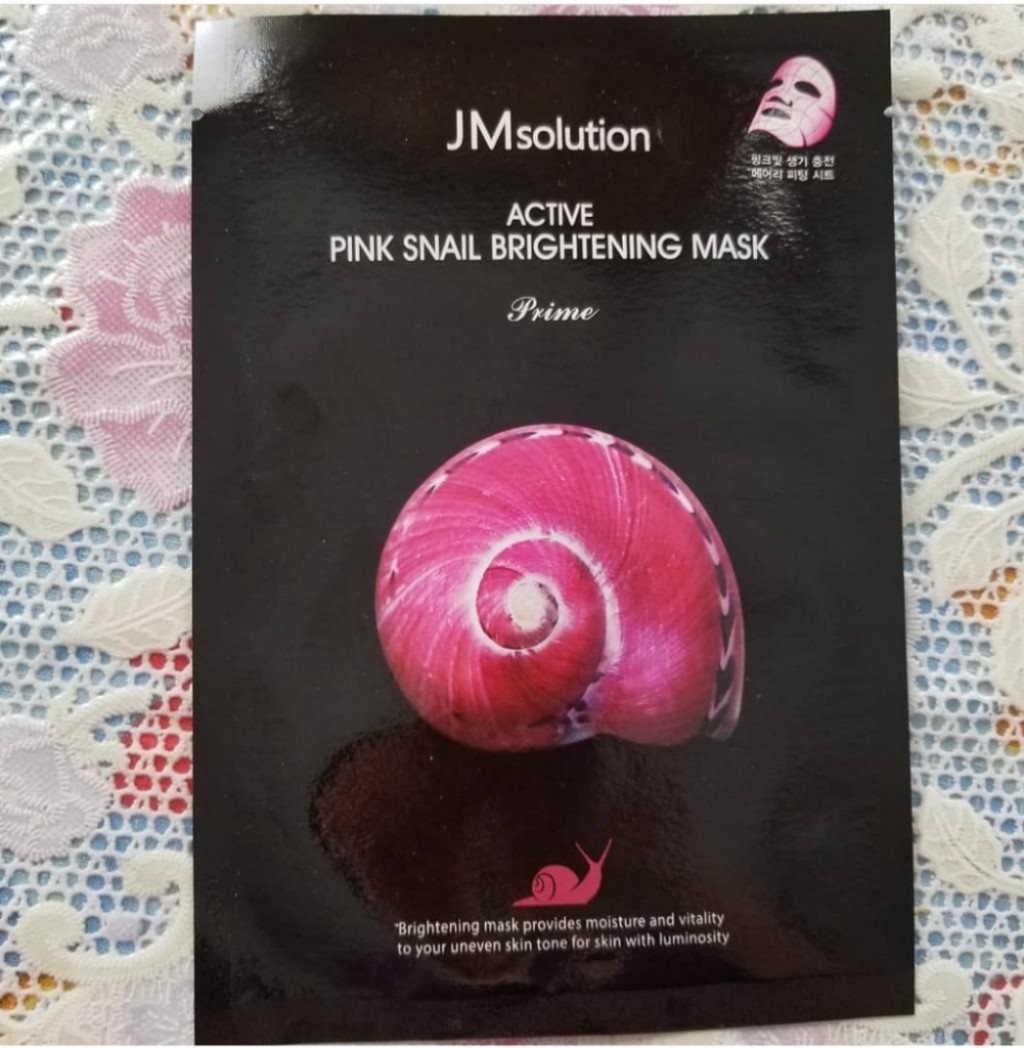 JMsolution
핑크빛 생기 충전
헤어리 피팅 시트
ACTIVE
PINK SNAIL BRIGHTENING MASK
Prime
*Brightening mask provides moisture and vitality
to your uneven skin tone for skin with luminosity